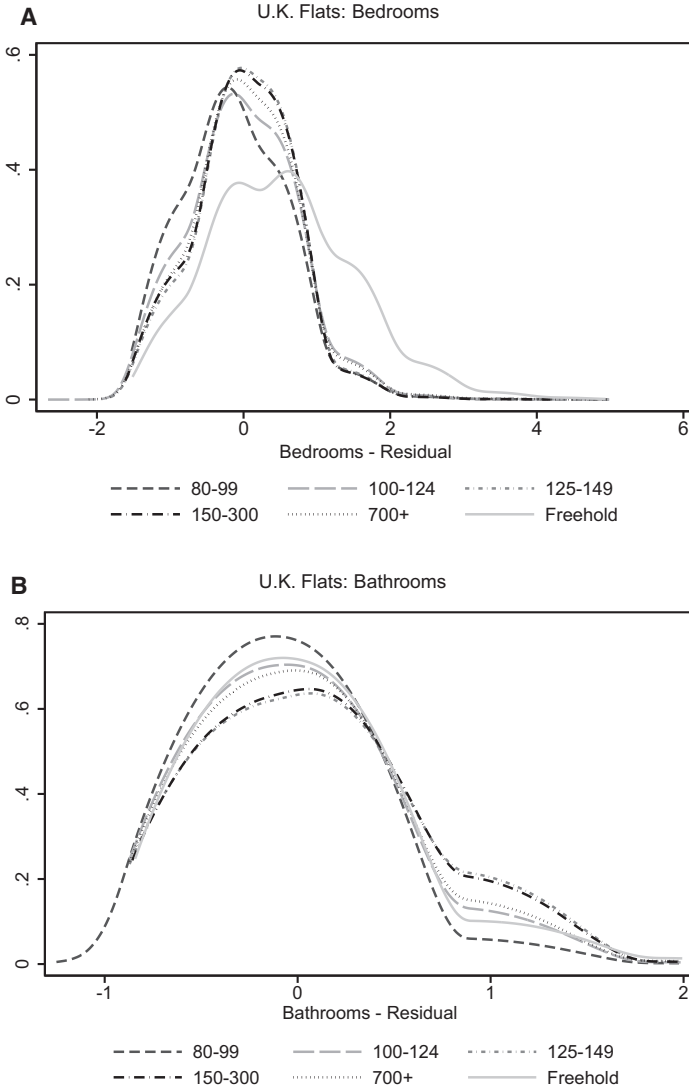 A
U.K. Flats: Bedrooms
.6
.4
.2
0
-2 0 2 4 6
Bedrooms - Residual
80-99 100-124 125-149
150-300 700+ Freehold
B
U.K. Flats: Bathrooms
.8
.6
.4
.2
0
-1 0 1 2
Bathrooms - Residual
80-99 100-124 125-149
150-300 700+ Freehold